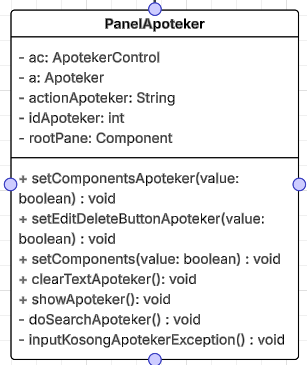 PanelApoteker
- ac: ApotekerControl
- a: Apoteker
- actionApoteker: String
- idApoteker: int
- rootPane: Component
+ setComponentsApoteker(value:
boolean) : void
+ setEditDeleteButtonApoteker(value:
boolean) : void
+ setComponents(value: boolean) : void
+ clearTextApoteker(): void
+ showApoteker(): void
- doSearchApoteker() : void
- inputKosongApotekerException() : void